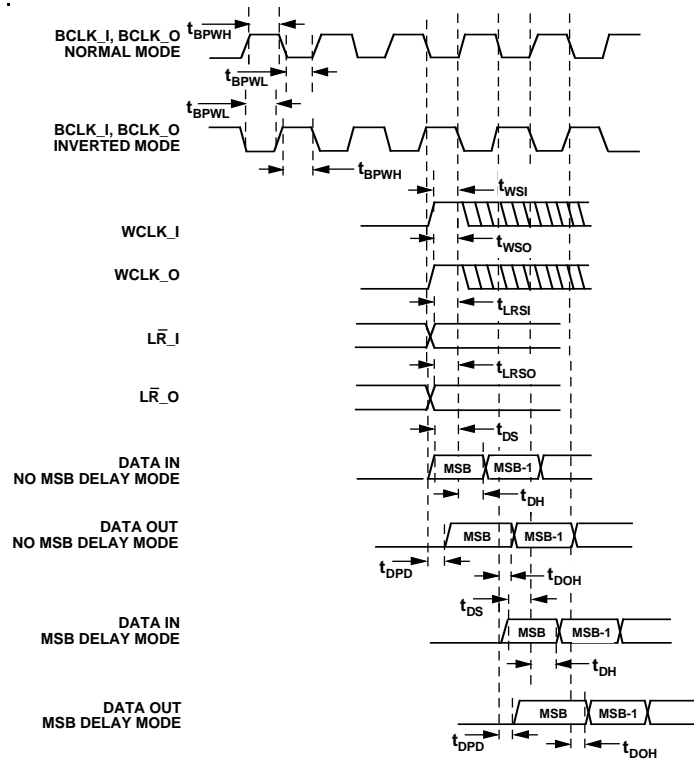 tBPWH
BCLK_I, BCLK_O
NORMAL MODE
tBPWL
tBPWL
BCLK_I, BCLK_O
INVERTED MODE
tBPWH
tWSI
WCLK_I
tWSO
WCLK_O
tLRSI
LR̅_I
tLRSO
LR̅_O
tDS
DATA IN
NO MSB DELAY MODE
MSB
MSB-1
tDH
DATA OUT
NO MSB DELAY MODE
MSB
MSB-1
tDPD
tDOH
tDS
DATA IN
MSB DELAY MODE
MSB
MSB-1
tDH
DATA OUT
MSB DELAY MODE
MSB
MSB-1
tDPD
tDOH